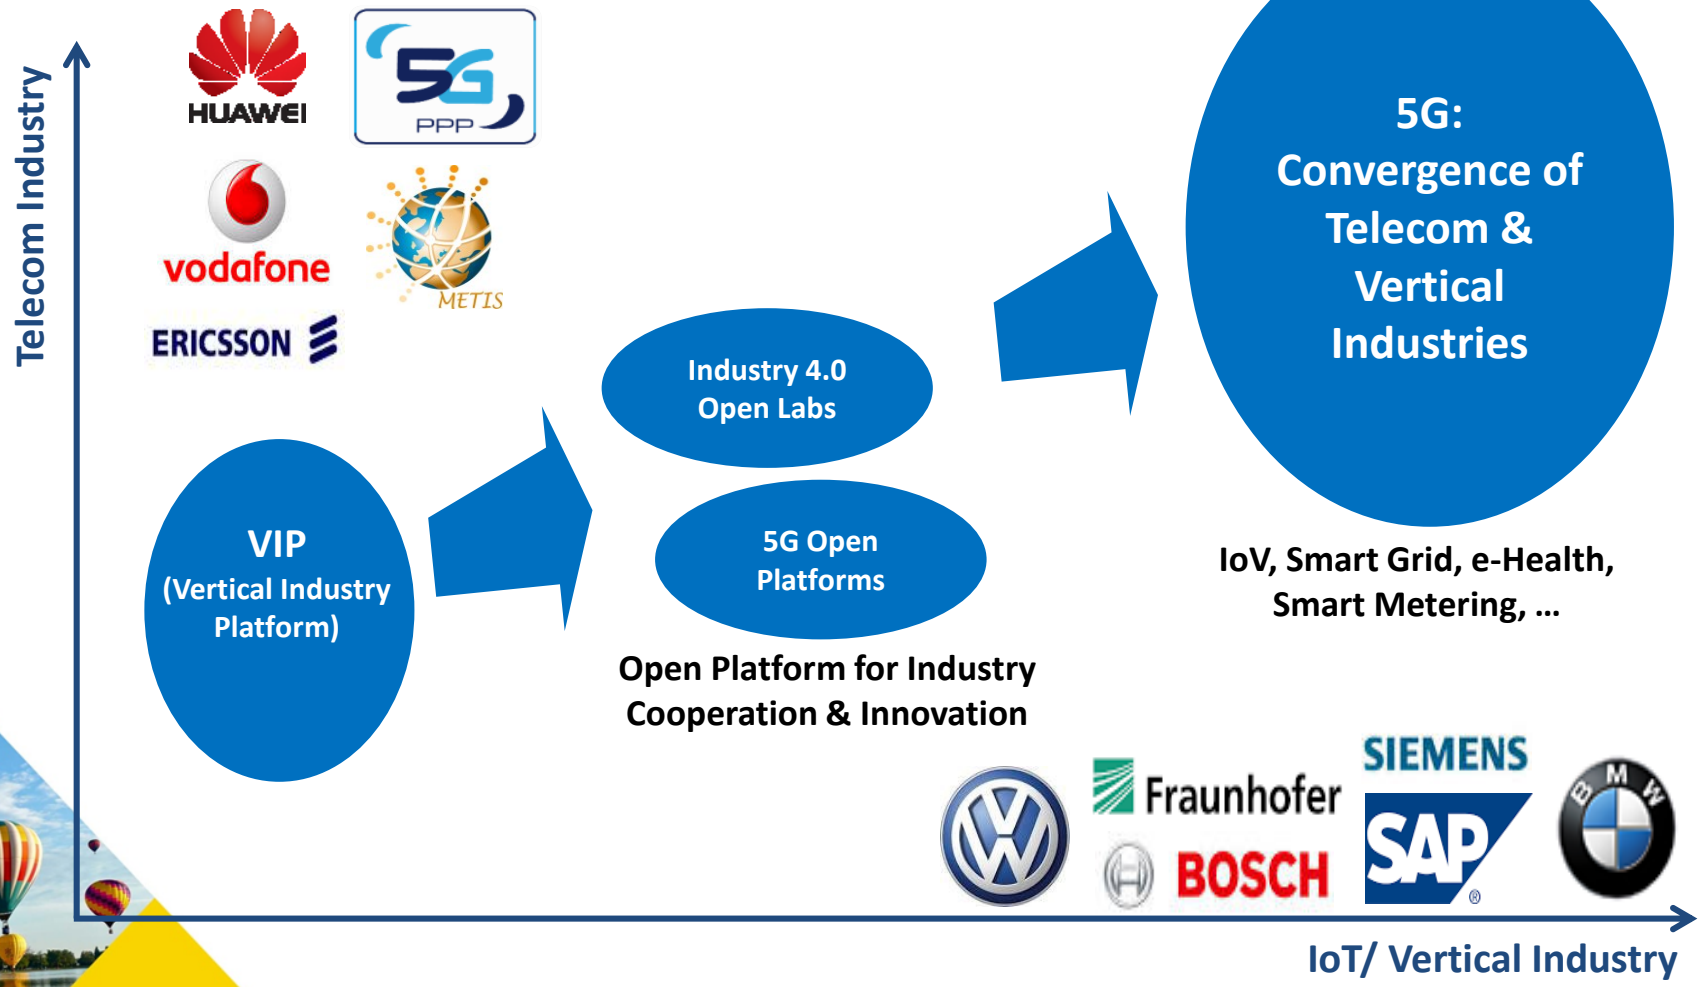 Telecom Industry
HUAWEI
5G
PPP
vodafone
METIS
ERICSSON
VIP
(Vertical Industry
Platform)
Industry 4.0
Open Labs
5G Open
Platforms
Open Platform for Industry
Cooperation & Innovation
5G:
Convergence of
Telecom &
Vertical
Industries
IoV, Smart Grid, e-Health,
Smart Metering, ...
VW
Fraunhofer
BOSCH
SIEMENS
SAP
®
BMW
IoT/ Vertical Industry